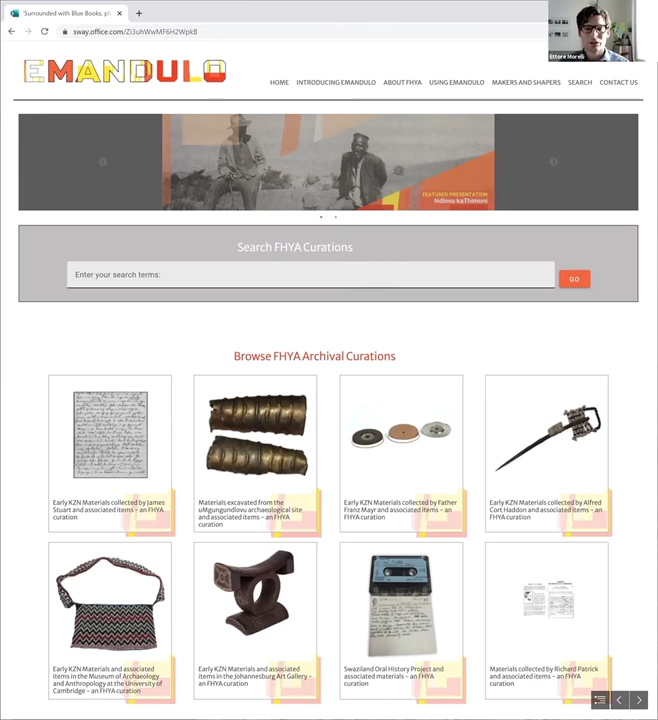 'Surrounded with Blue Books, ph
sway.office.com/ZI3uhWwMF6H2Wpk8
Ettore Morelli
EMANDULO
HOME INTRODUCING EMANDULO ABOUT FHYA USING EMANDULO MAKERS AND SHAPERS SEARCH CONTACT US
FEATURED PRESENTATION
Ndlovu kaThimuni
Search FHYA Curations
Enter your search terms:
GO
Browse FHYA Archival Curations
Early KZN Materials collected by James
Stuart and associated items - an FHYA
curation
Materials excavated from the
uMgungundlovu archaeological site
and associated items - an FHYA
curation
Early KZN Materials collected by Father
Franz Mayr and associated items - an
FHYA curation
Early KZN Materials collected by Alfred
Cort Haddon and associated items - an
FHYA curation
Early KZN Materials and associated
items in the Museum of Archaeology
and Anthropology at the University of
Cambridge - an FHYA curation
Early KZN Materials and associated
items in the Johannesburg Art Gallery -
an FHYA curation
Swaziland Oral History Project and
associated materials - an FHYA
curation
Materials collected by Richard Patrick
and associated items - an FHYA
curation